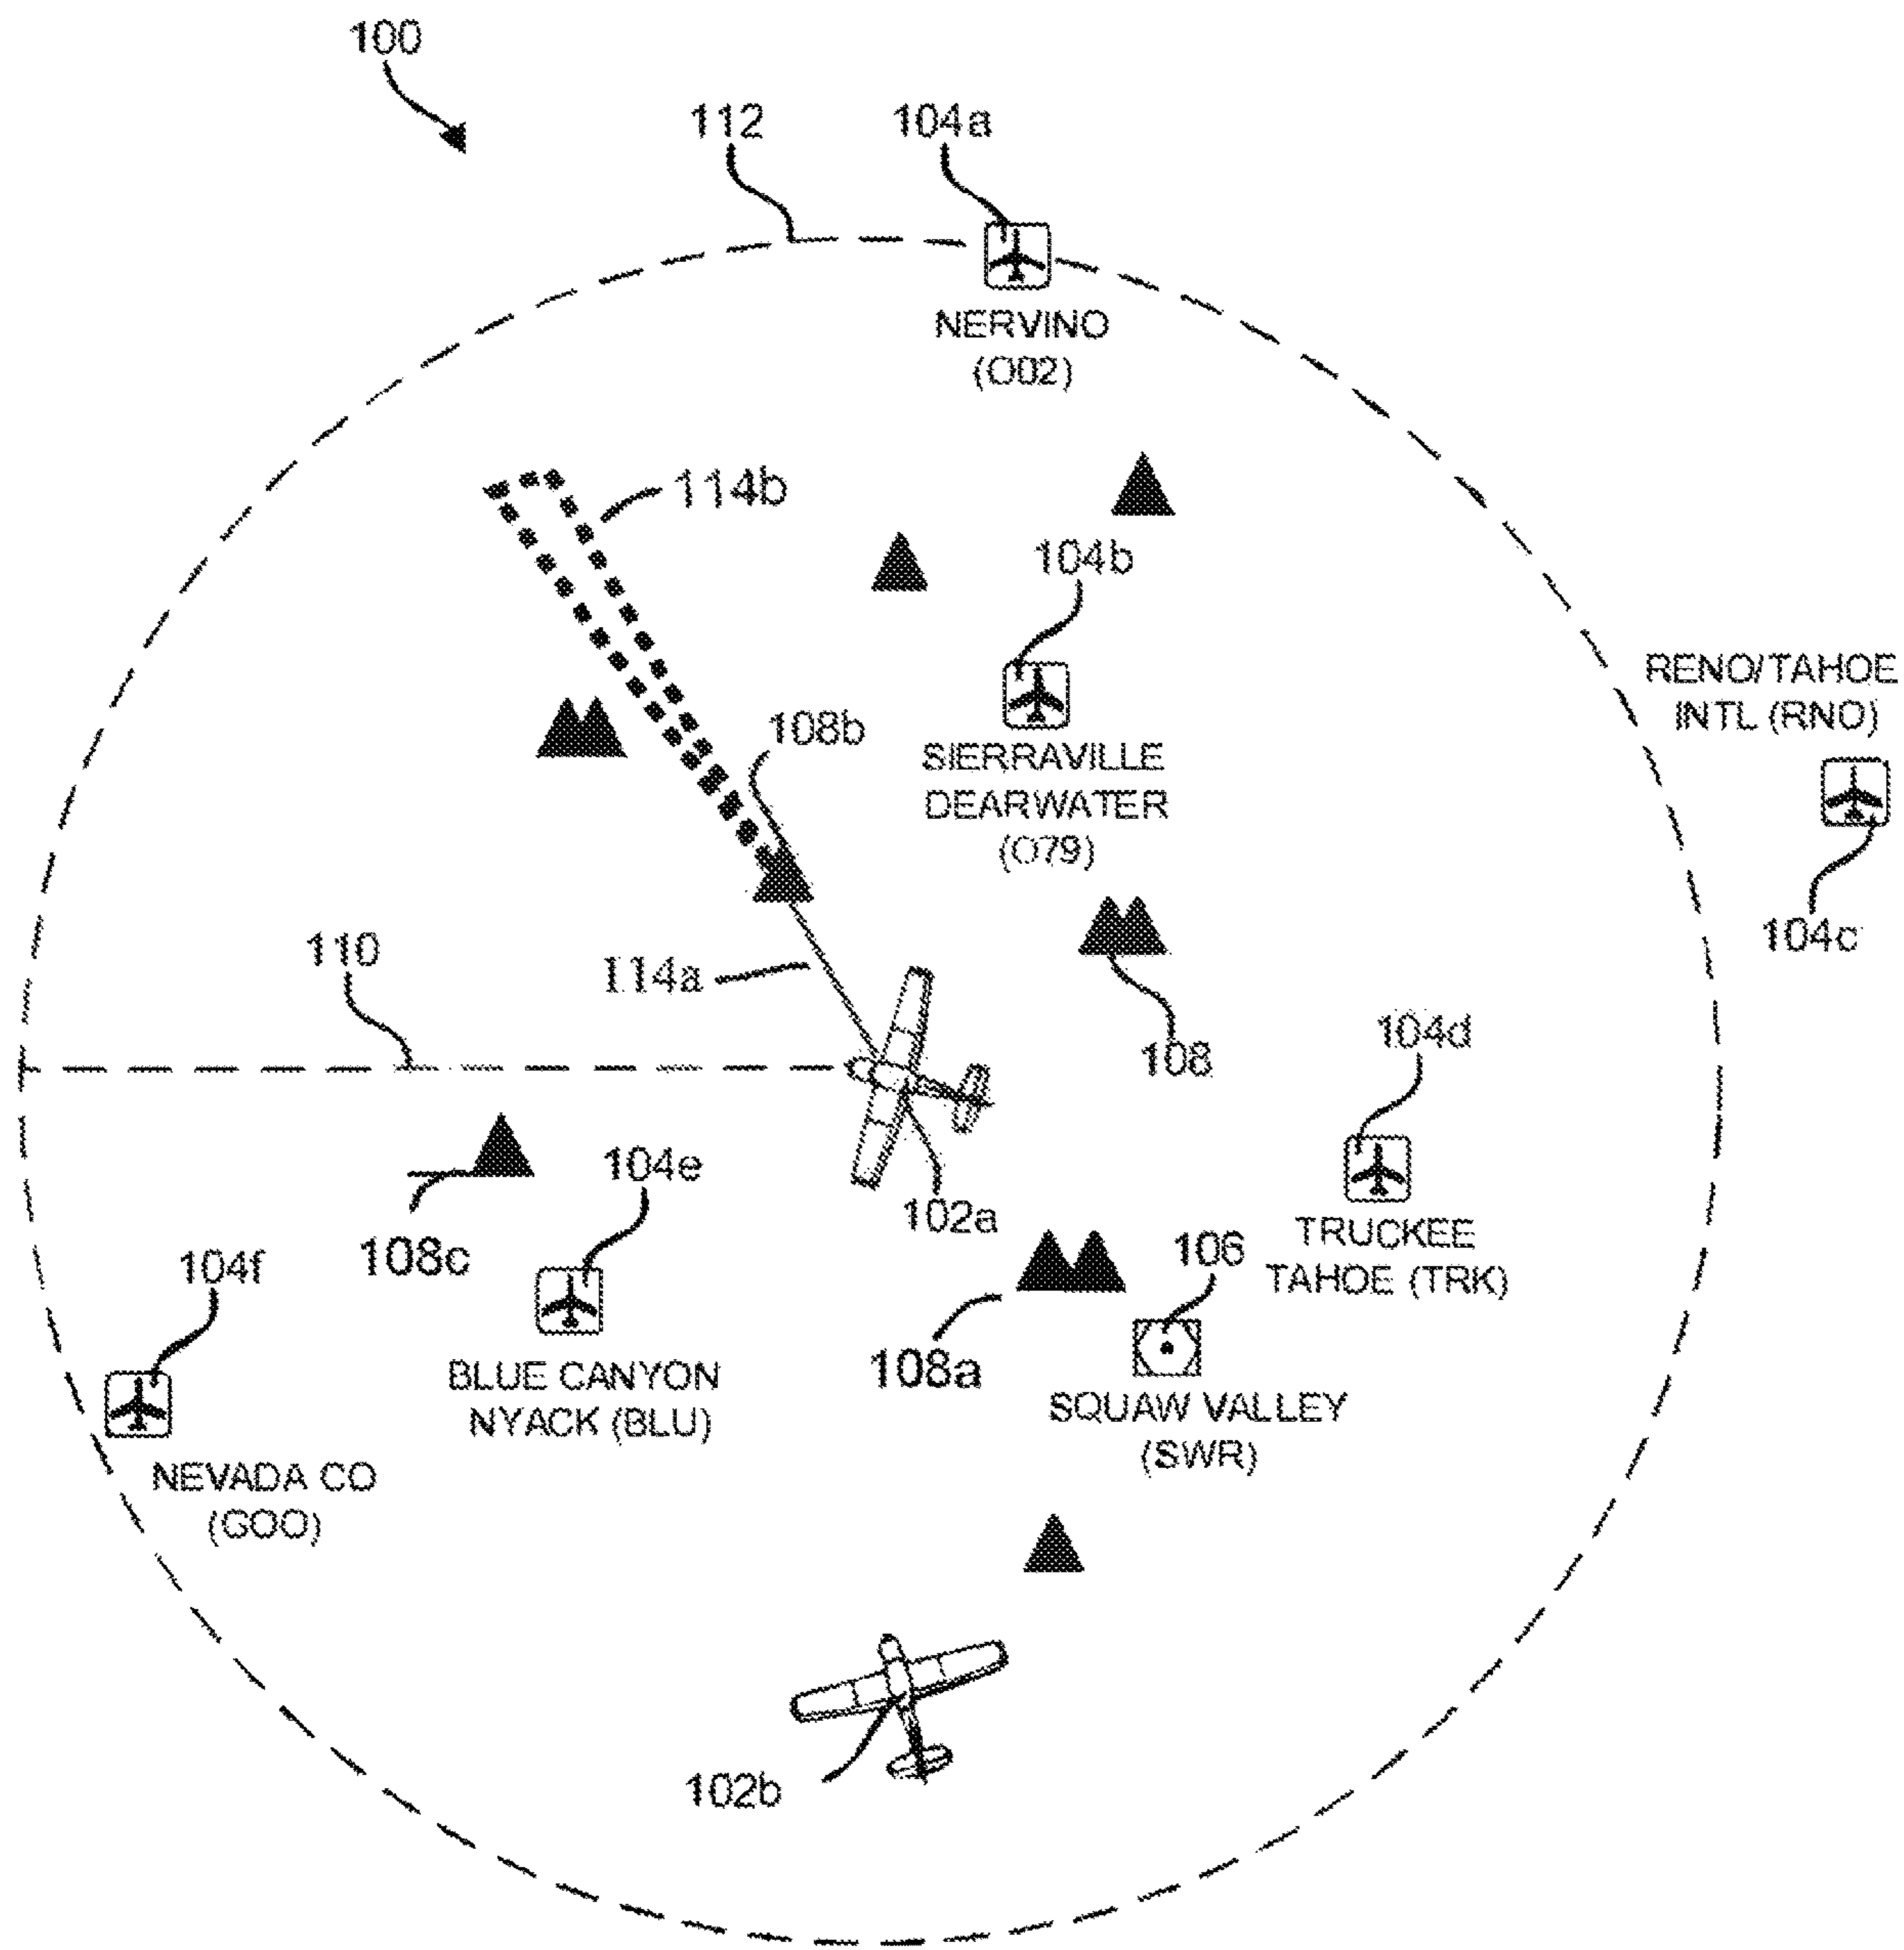 100
112
104a
NERVINO
(O02)
114b
104b
RENO/TAHOE
INTL (RNO)
108b
SIERRAVILLE
DEARWATER
(O79)
104c
110
114a
108
104d
104e
102a
108c
104f
106
TRUCKEE
TAHOE (TRK)
108a
BLUE CANYON
NYACK (BLU)
SQUAW VALLEY
(SWR)
NEVADA CO
(GOO)
102b